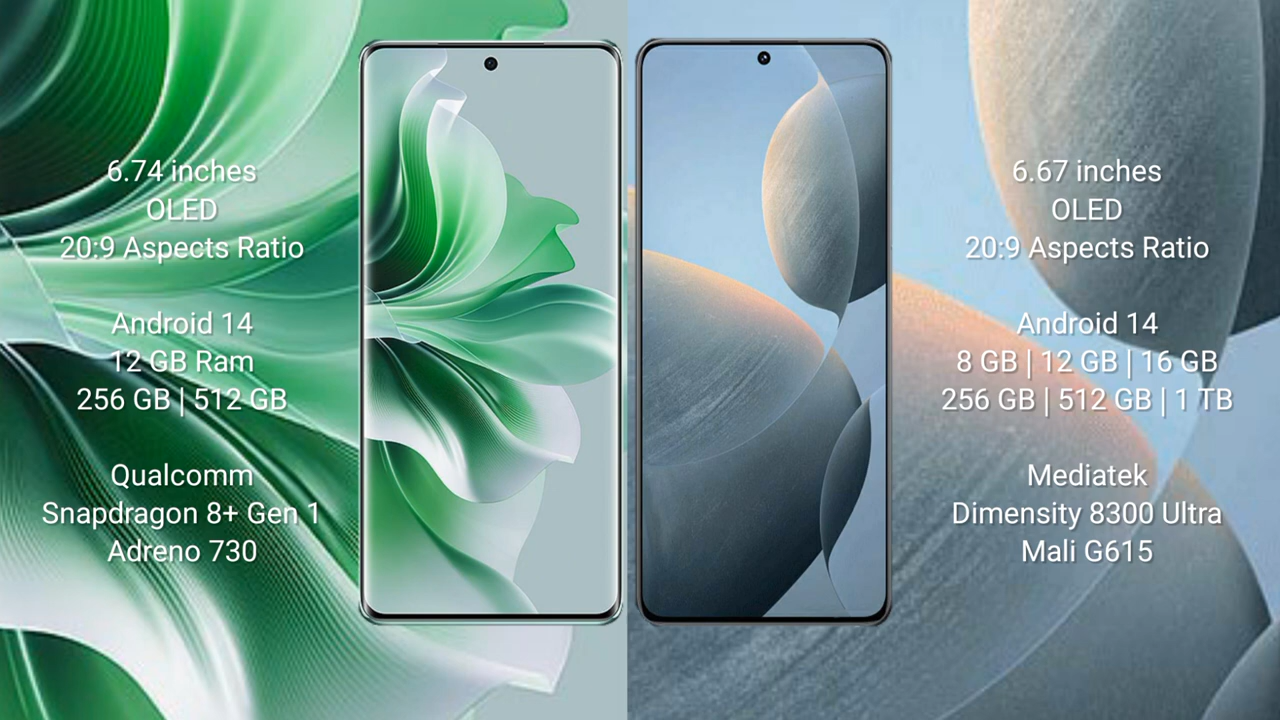 6.74 inches
OLED
20:9 Aspects Ratio
Android 14
12 GB Ram
256 GB | 512 GB
Qualcomm
Snapdragon 8+ Gen 1
Adreno 730
6.67 inches
OLED
20:9 Aspects Ratio
Android 14
8 GB | 12 GB | 16 GB
256 GB | 512 GB | 1 TB
Mediatek
Dimensity 8300 Ultra
Mali G615